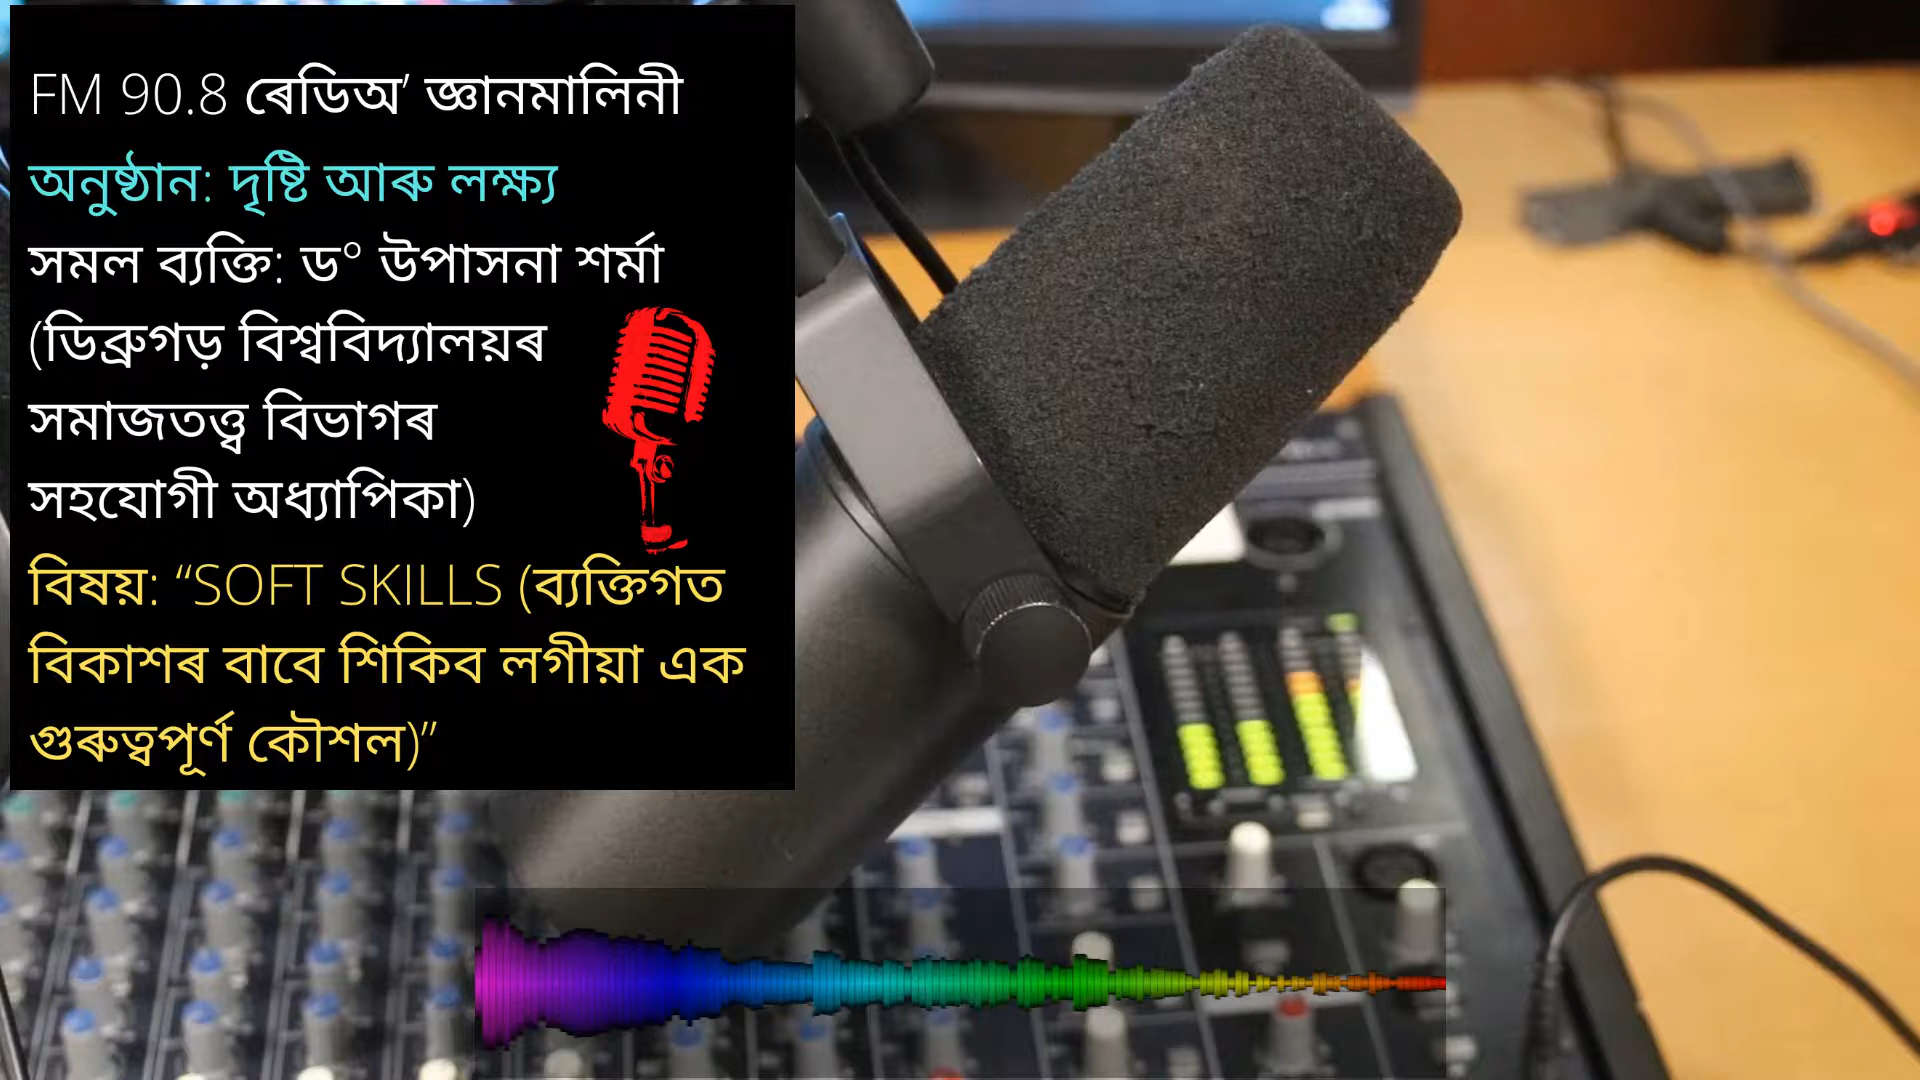 FM 90.8 ৰেডিঅ’ জ্ঞানমালিনী
অনুষ্ঠান: দৃষ্টি আৰু লক্ষ্য
সমল ব্যক্তি: ড° উপাসনা শৰ্মা
(ডিব্ৰুগড় বিশ্ববিদ্যালয়ৰ
সমাজতত্ত্ব বিভাগৰ
সহযোগী অধ্যাপিকা)
বিষয়: “SOFT SKILLS (ব্যক্তিগত
বিকাশৰ বাবে শিকিব লগীয়া এক
গুৰুত্বপূৰ্ণ কৌশল)”